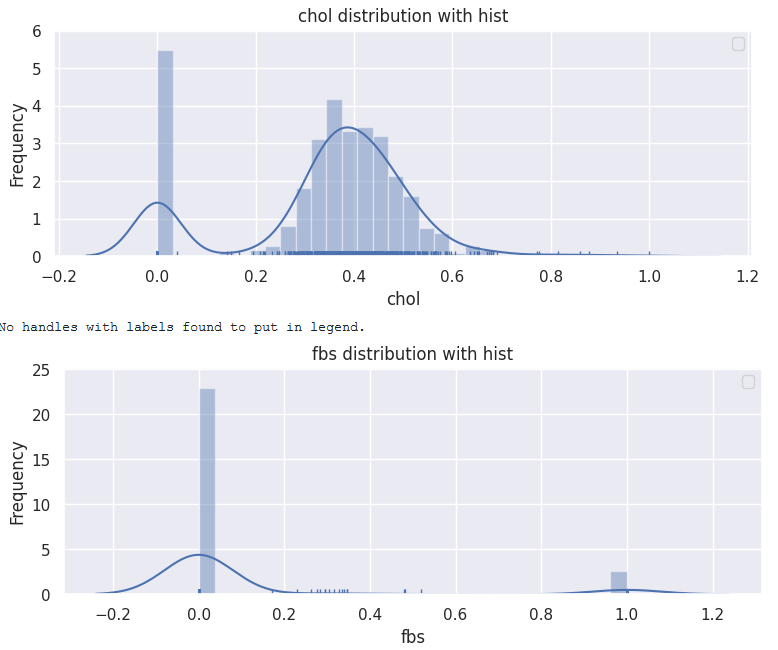 chol distribution with hist
6
5
4
3
2
1
0
Frequency
−0.2 0.0 0.2 0.4 0.6 0.8 1.0 1.2
chol
No handles with labels found to put in legend.
fbs distribution with hist
25
20
15
10
5
0
Frequency
−0.2 0.0 0.2 0.4 0.6 0.8 1.0 1.2
fbs